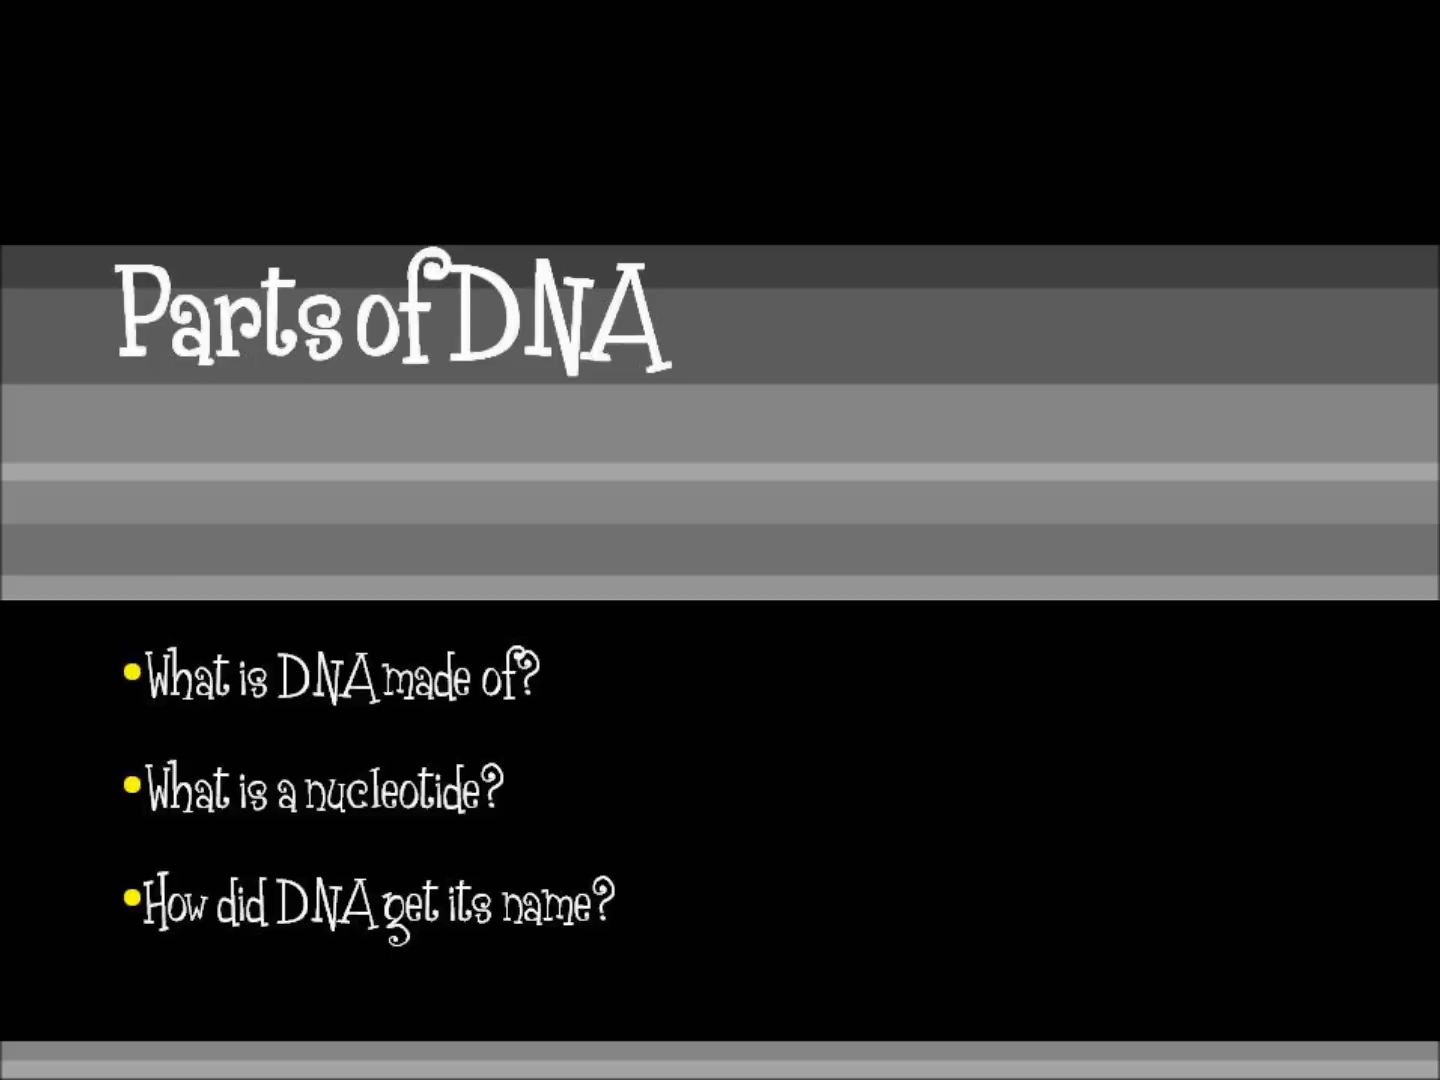 Parts of DNA
•What is DNA made of?
•What is a nucleotide?
•How did DNA get its name?